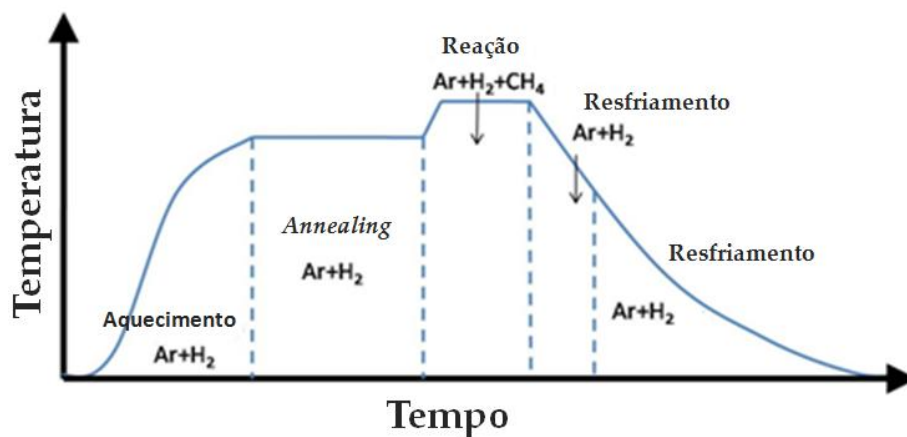 Temperatura
Reação
Ar+H₂+CH₄
Resfriamento
Ar+H₂
Annealing
Ar+H₂
Resfriamento
Ar+H₂
Aquecimento
Ar+H₂
Tempo